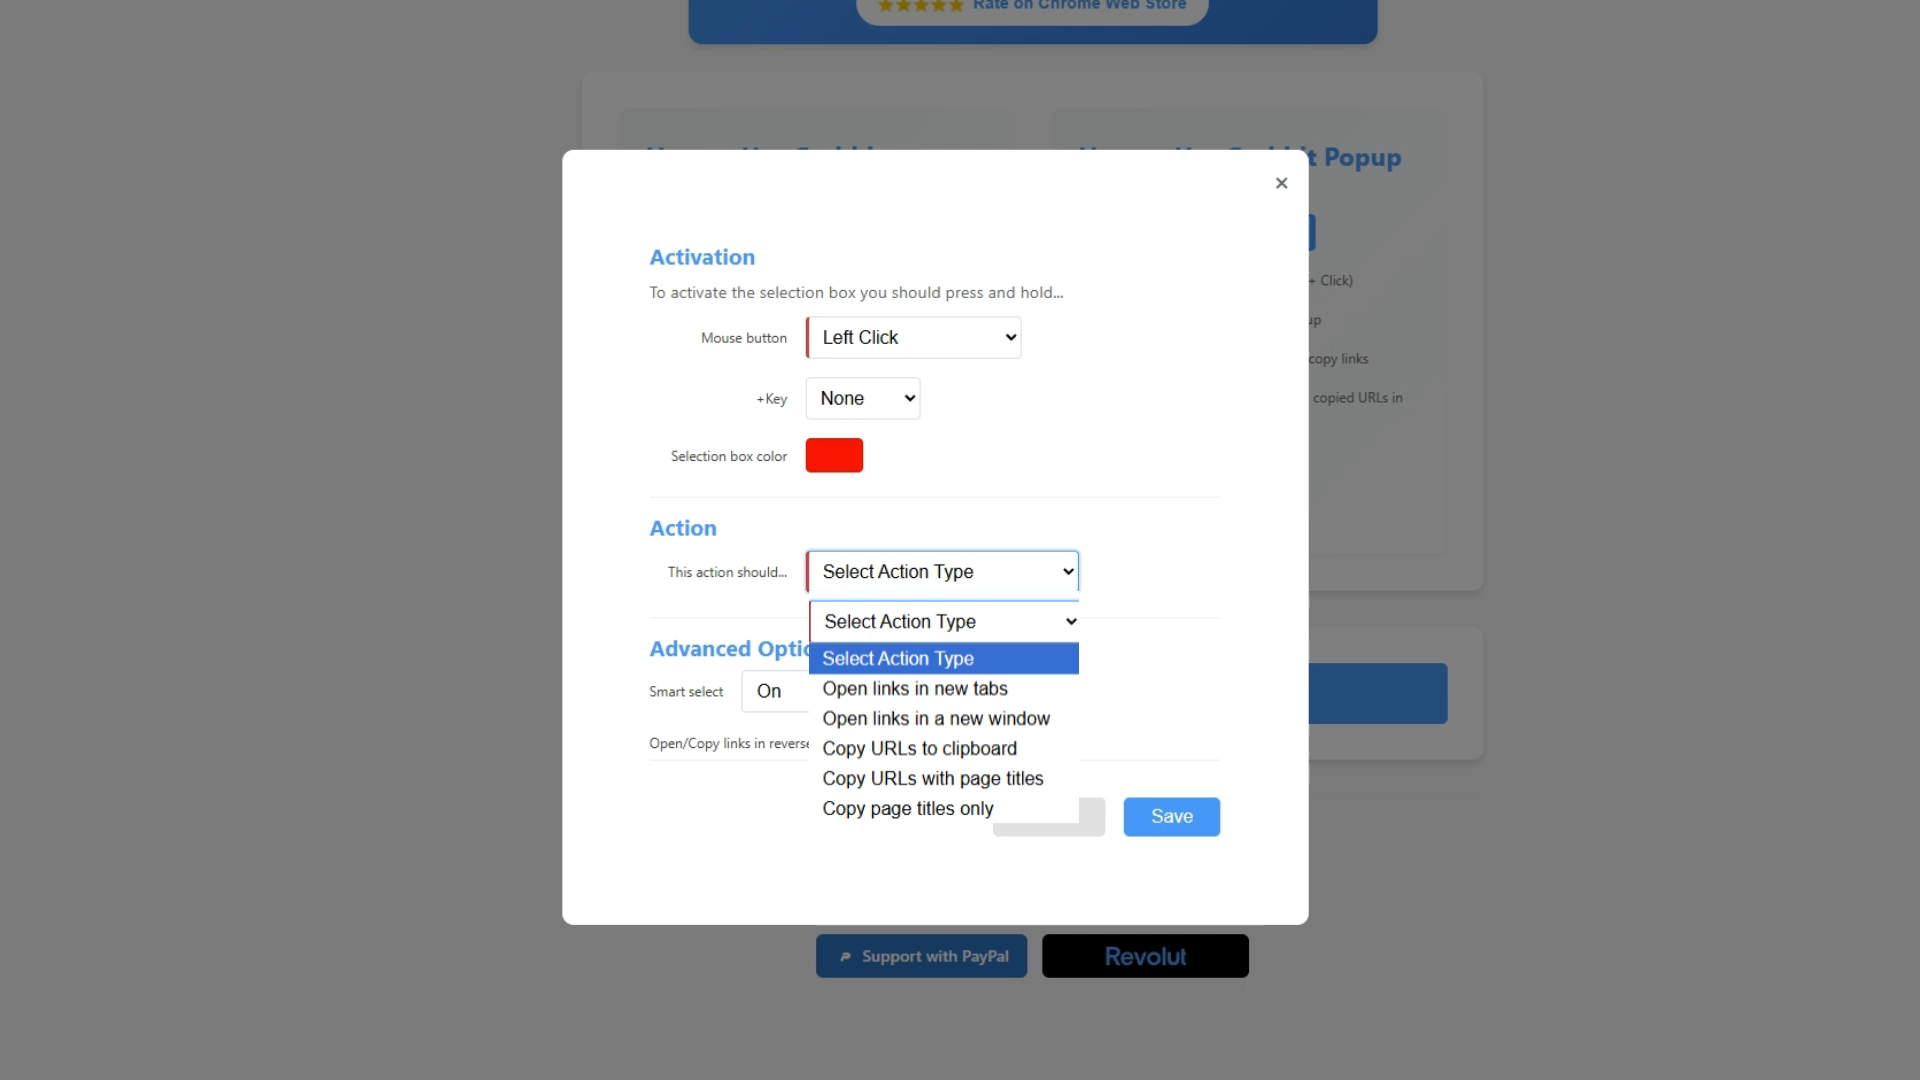 Rate on Chrome Web Store
it Popup
×
Activation
To activate the selection box you should press and hold...
+ Click)
Mouse button
Left Click
copy links
+Key
None
copied URLs in
Selection box color
Action
This action should...
Select Action Type
Select Action Type
Advanced
Select Action Type
Smart select
On
Open links in new tabs
Open links in a new window
Open/Copy links in
Copy URLs to clipboard
Copy URLs with page titles
Copy page titles only
Save
Support with PayPal
Revolut